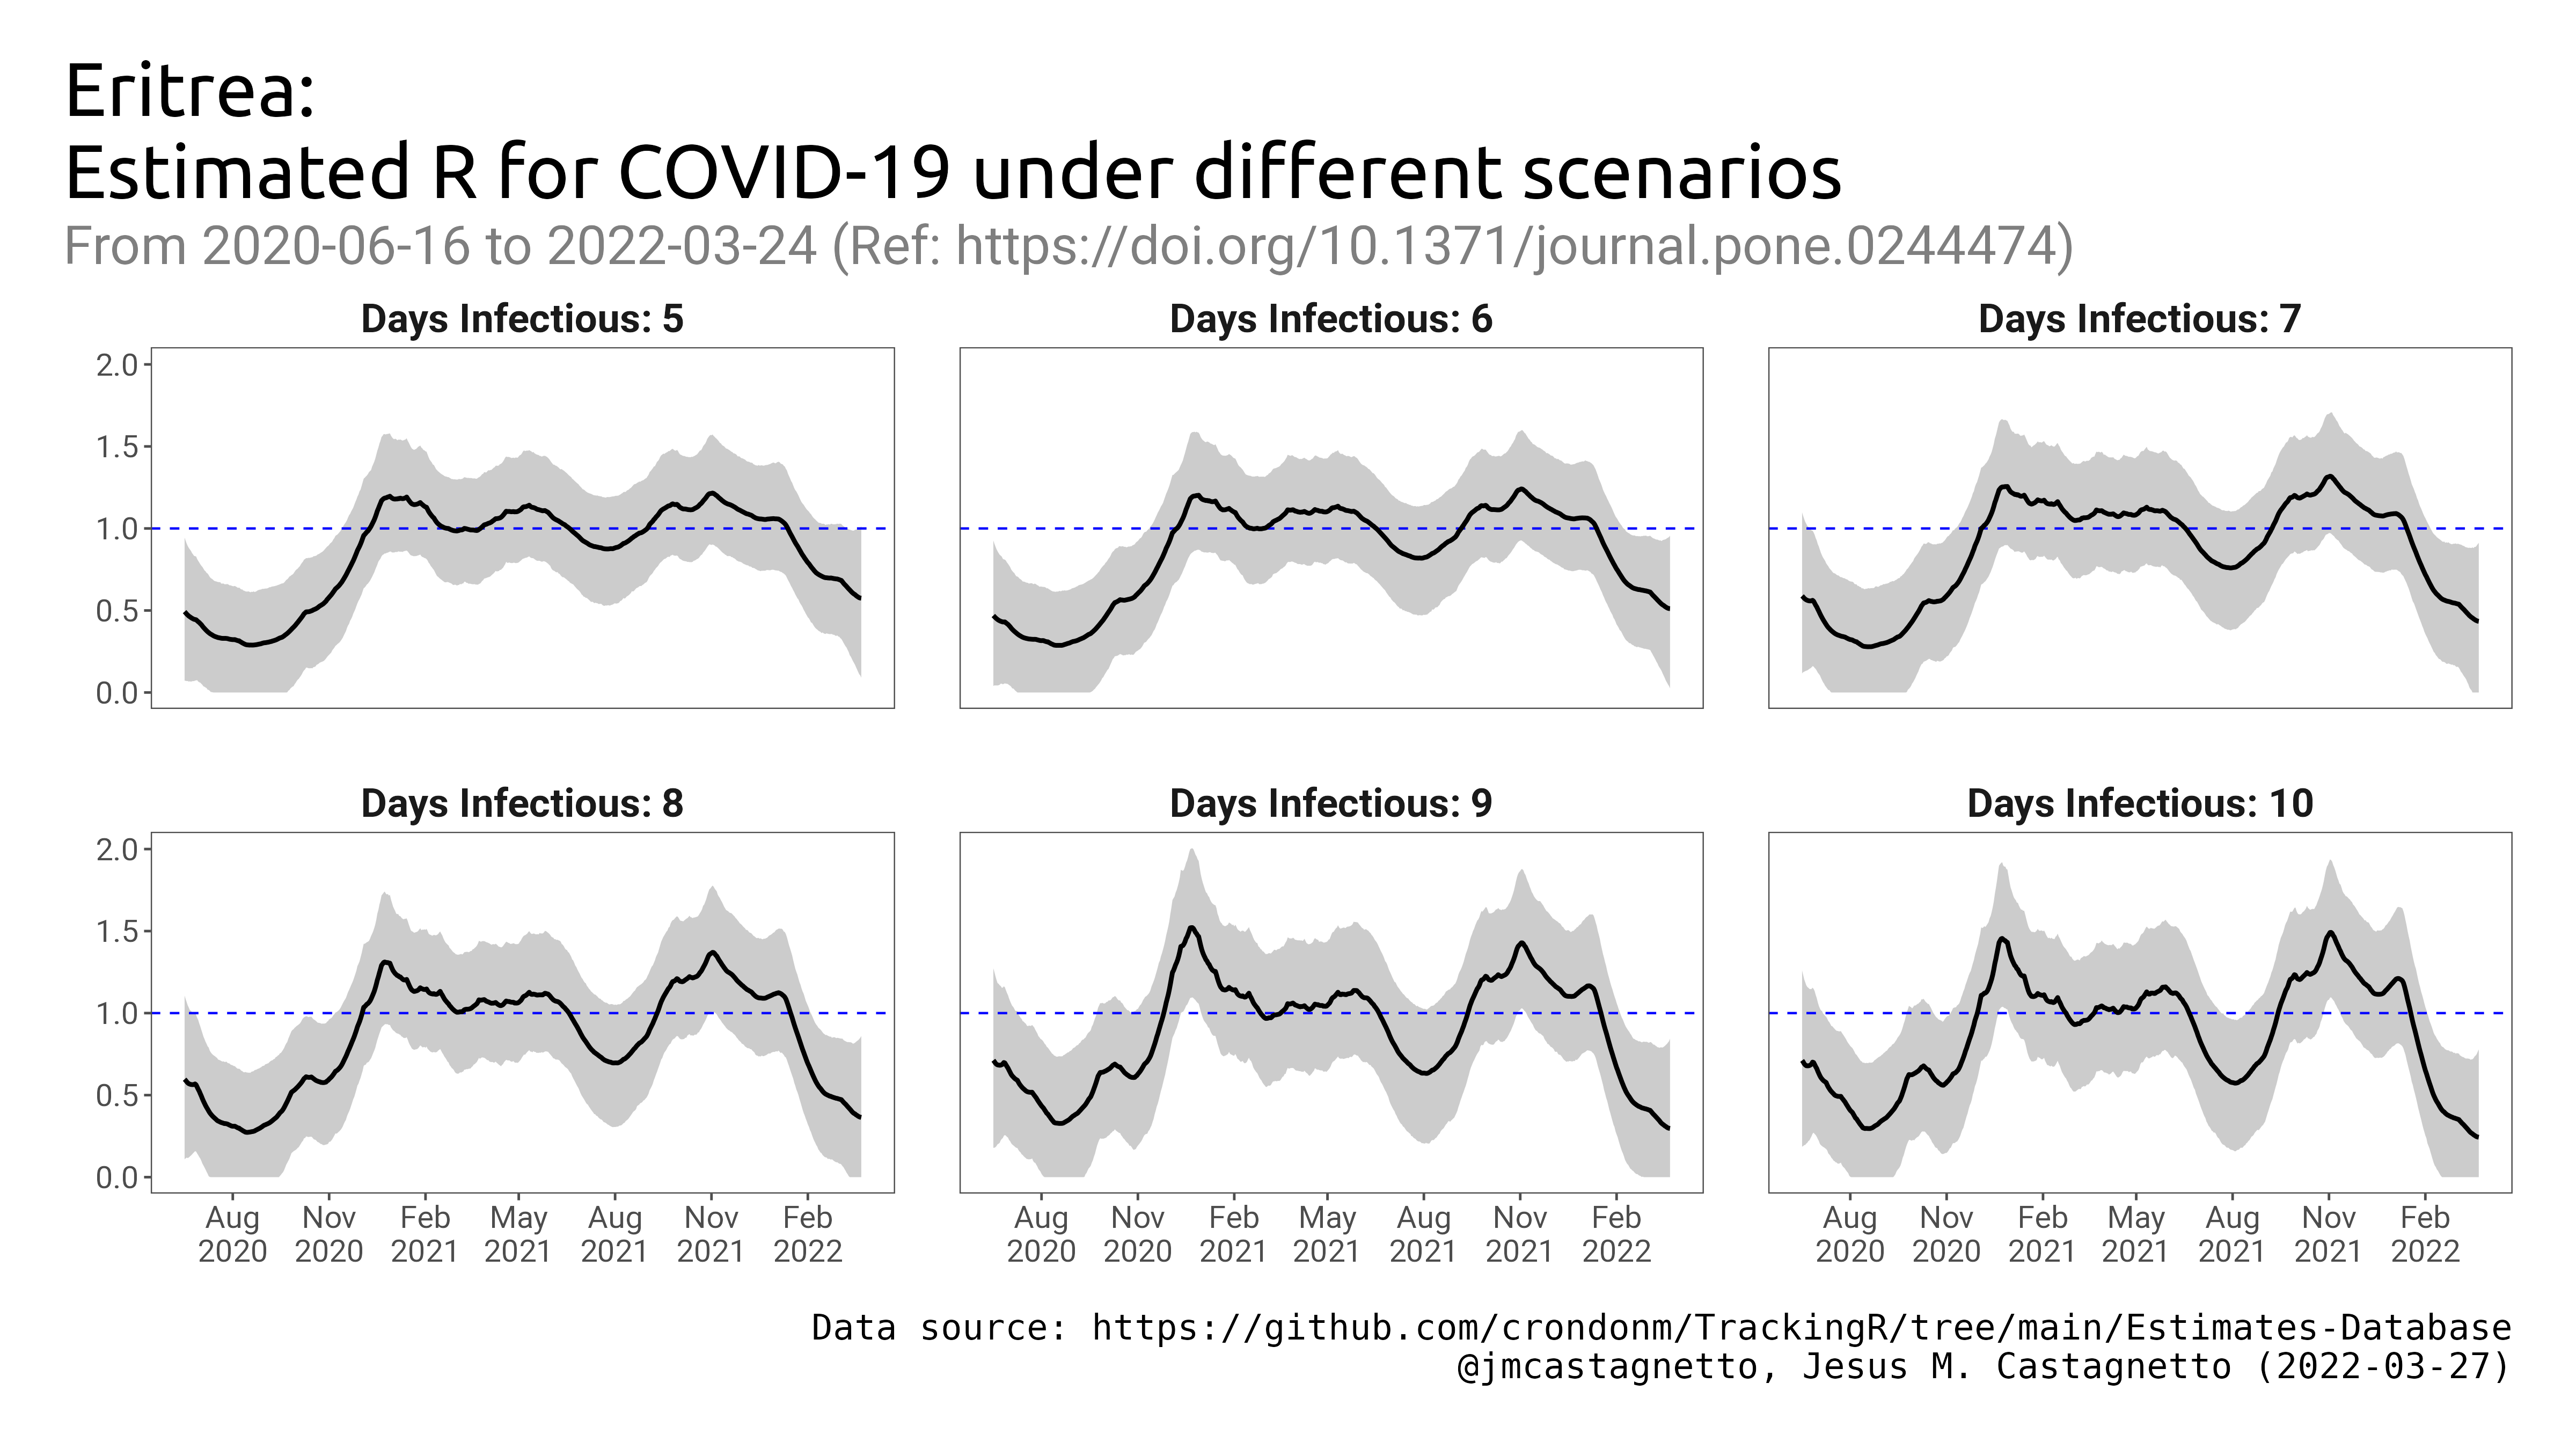 Eritrea:
Estimated R for COVID-19 under different scenarios
From 2020-06-16 to 2022-03-24 (Ref: https://doi.org/10.1371/journal.pone.0244474)
Days Infectious: 5
Days Infectious: 6
Days Infectious: 7
2.0
1.5
1.0
0.5
0.0
Days Infectious: 8
Days Infectious: 9
Days Infectious: 10
2.0
1.5
1.0
0.5
0.0
Aug Nov Feb May Aug Nov Feb
2020 2020 2021 2021 2021 2021 2022
Aug Nov Feb May Aug Nov Feb
2020 2020 2021 2021 2021 2021 2022
Aug Nov Feb May Aug Nov Feb
2020 2020 2021 2021 2021 2021 2022
Data source: https://github.com/crondonm/TrackingR/tree/main/Estimates-Database
@jmcastagnetto, Jesus M. Castagnetto (2022-03-27)